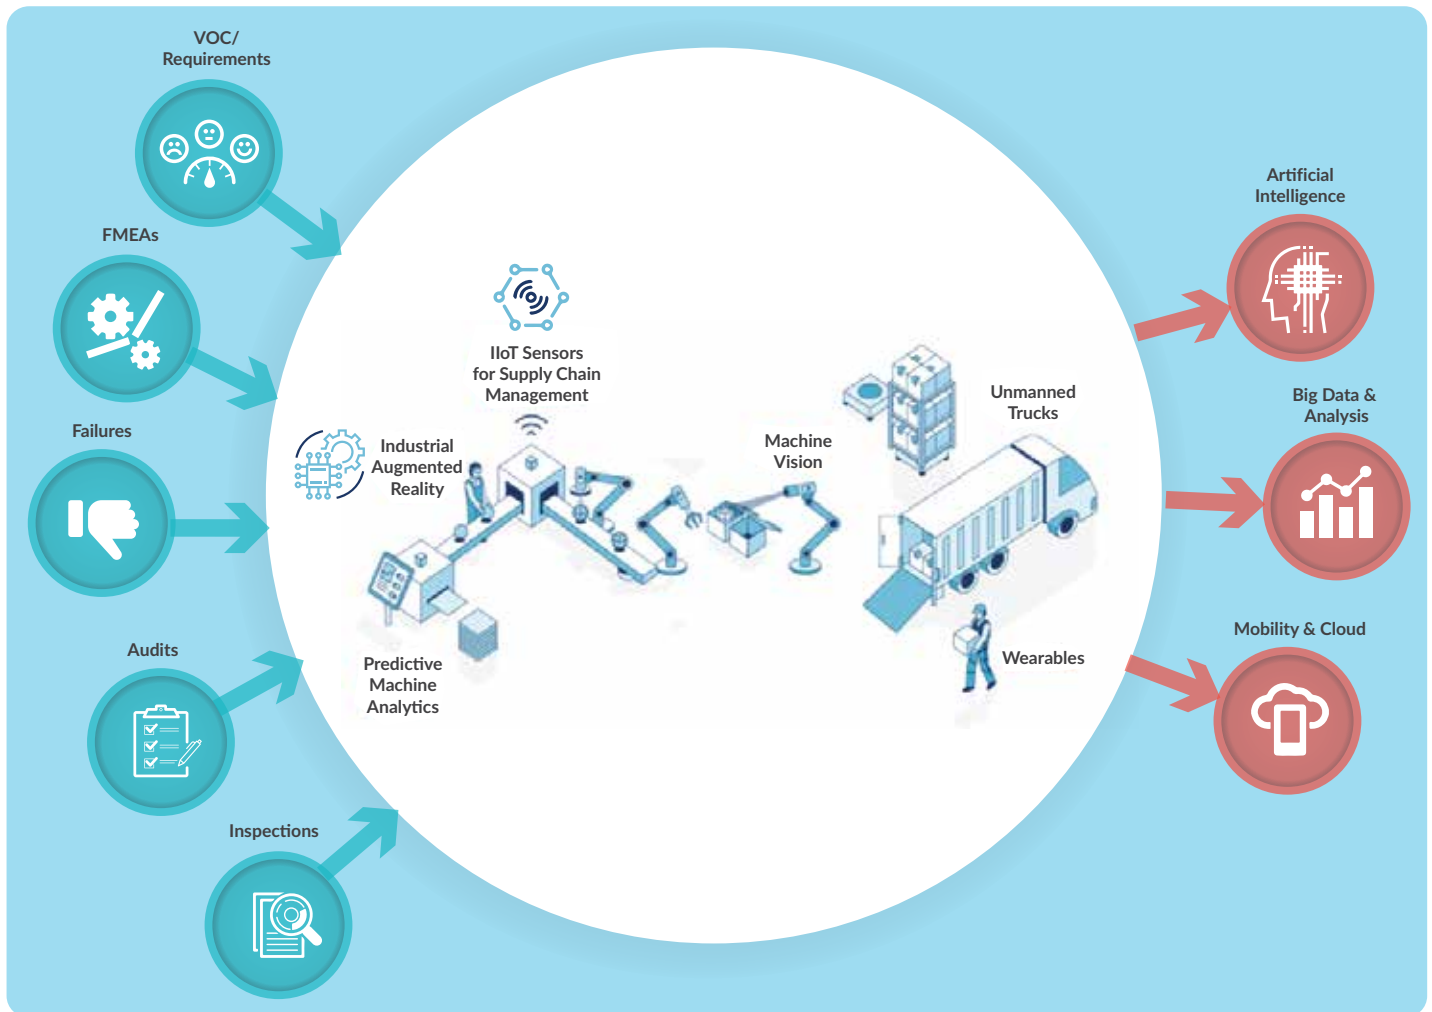 VOC/
Requirements
FMEAs
Failures
Audits
Inspections
IIoT Sensors
for Supply Chain
Management
Industrial
Augmented
Reality
Predictive
Machine
Analytics
Machine
Vision
Unmanned
Trucks
Wearables
Artificial
Intelligence
Big Data &
Analysis
Mobility & Cloud